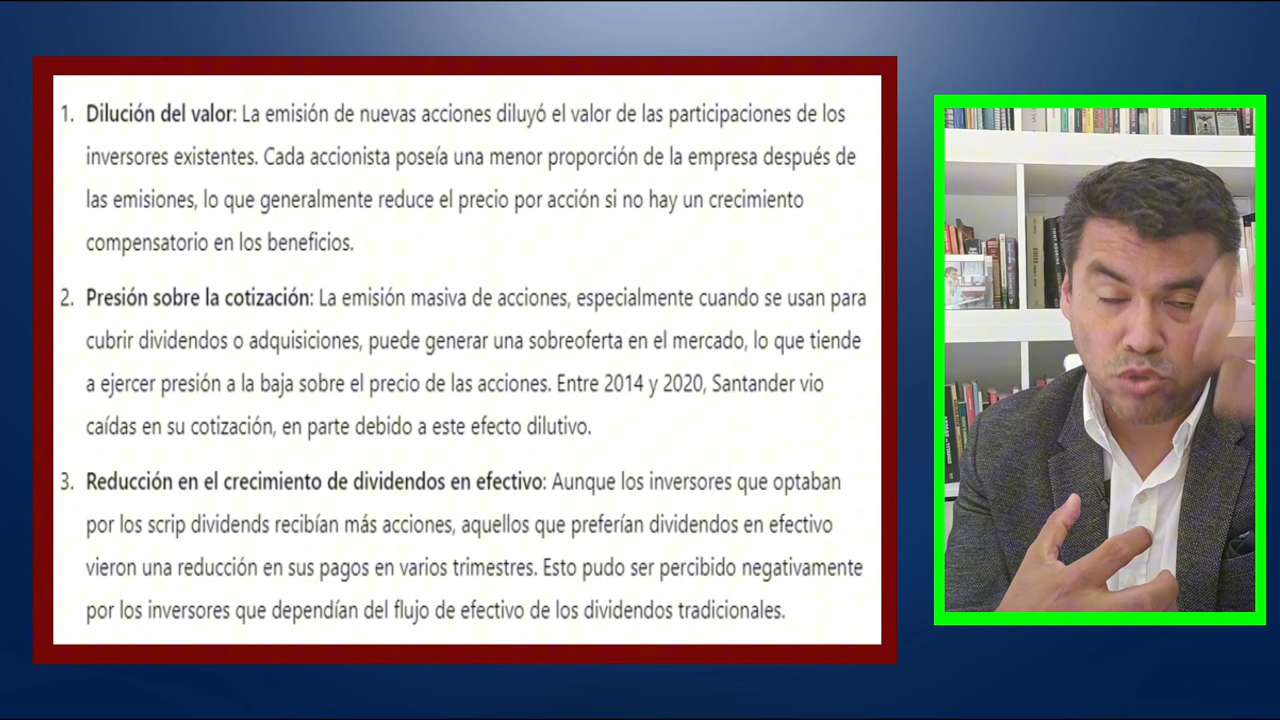 1. Dilución del valor: La emisión de nuevas acciones diluyó el valor de las participaciones de los
inversores existentes. Cada accionista poseía una menor proporción de la empresa después de
las emisiones, lo que generalmente reduce el precio por acción si no hay un crecimiento
compensatorio en los beneficios.
2. Presión sobre la cotización: La emisión masiva de acciones, especialmente cuando se usan para
cubrir dividendos o adquisiciones, puede generar una sobreoferta en el mercado, lo que tiende
a ejercer presión a la baja sobre el precio de las acciones. Entre 2014 y 2020, Santander vio
caídas en su cotización, en parte debido a este efecto dilutivo.
3. Reducción en el crecimiento de dividendos en efectivo: Aunque los inversores que optaban
por los scrip dividends recibían más acciones, aquellos que preferían dividendos en efectivo
vieron una reducción en sus pagos en varios trimestres. Esto pudo ser percibido negativamente
por los inversores que dependían del flujo de efectivo de los dividendos tradicionales.